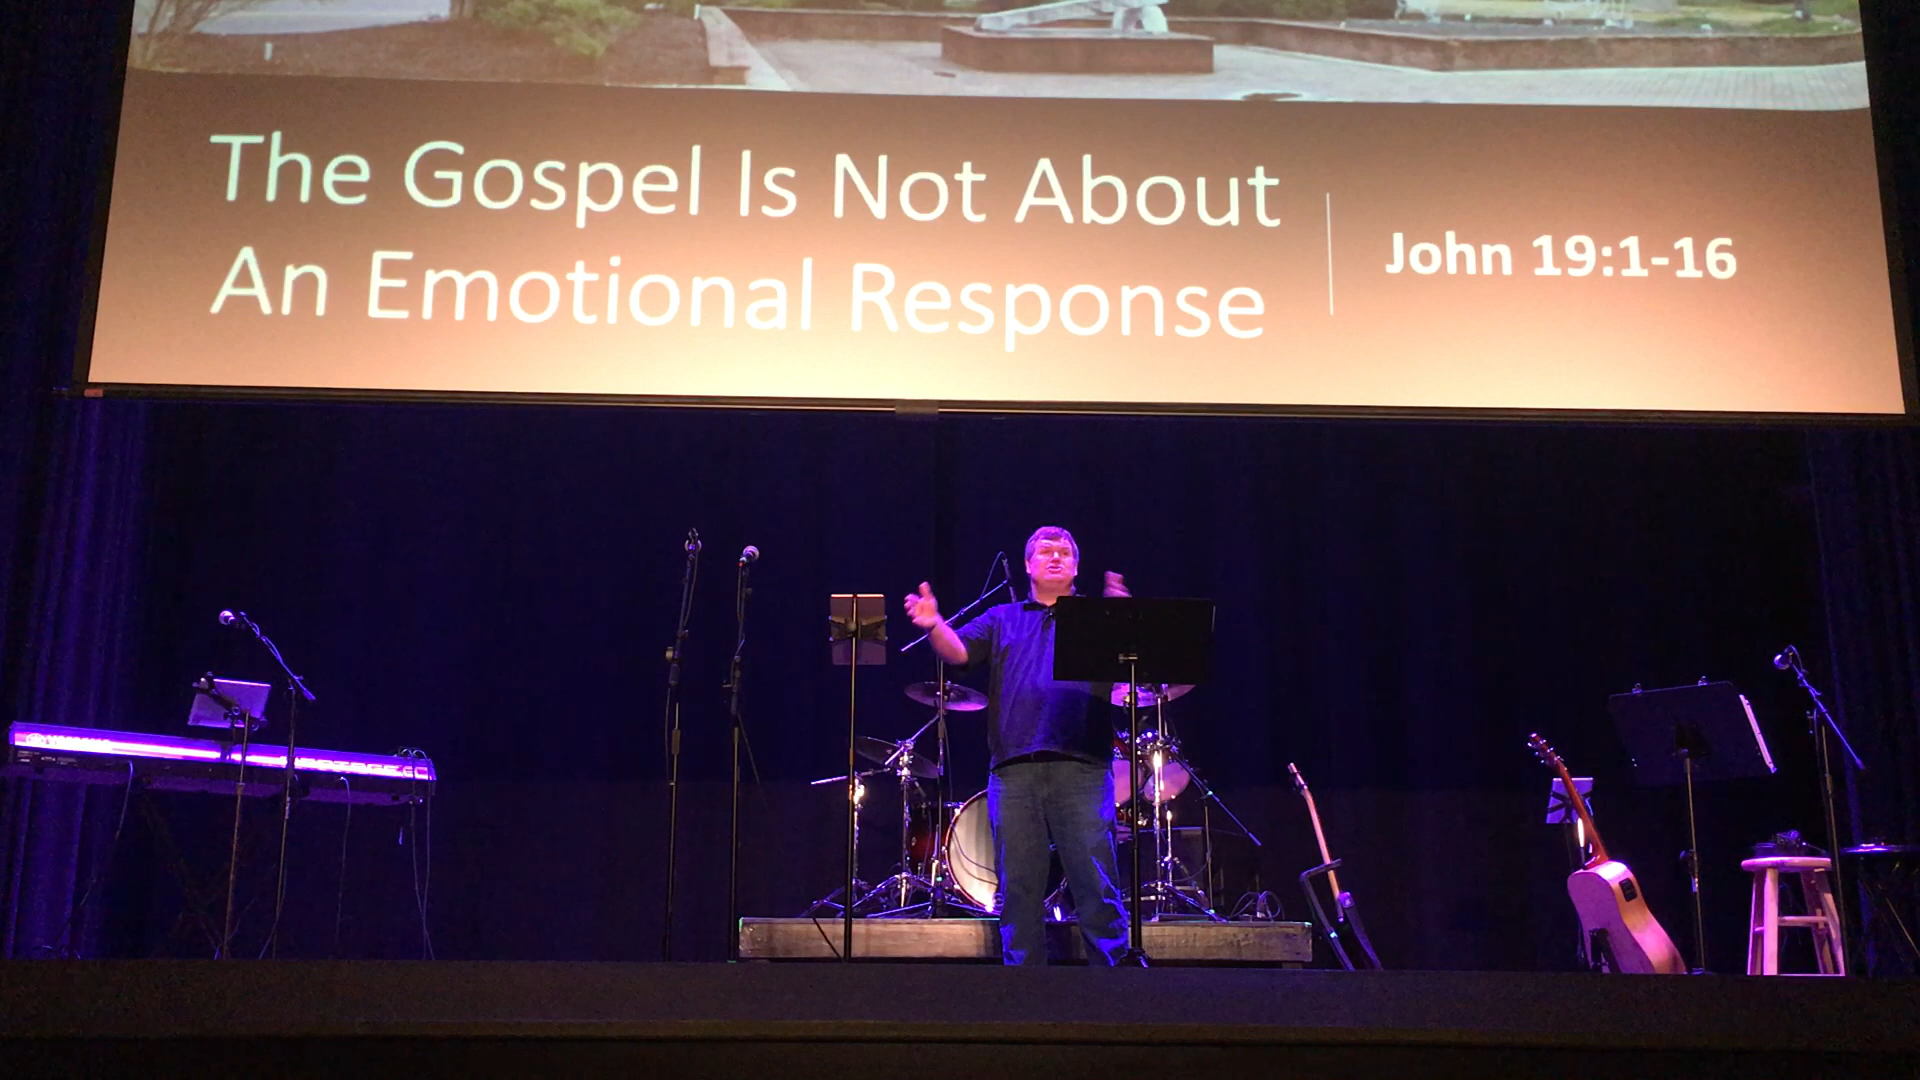 The Gospel Is Not About
An Emotional Response
John 19:1-16